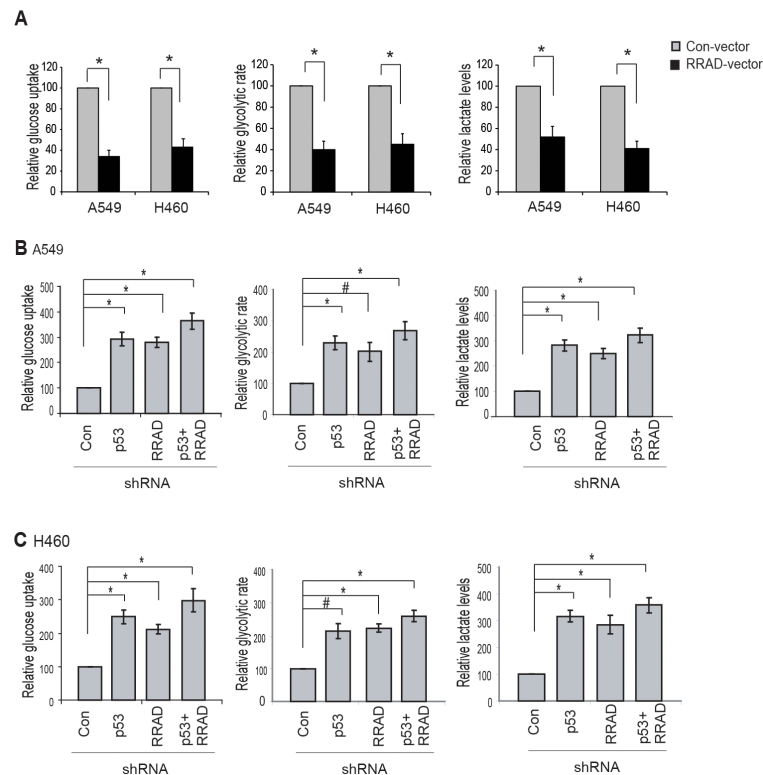 A
Relative glucose uptake
120
100
80
60
40
20
0
*
*
A549
H460
Relative glycolytic rate
120
100
80
60
40
20
0
*
*
A549
H460
Relative lactate levels
120
100
80
60
40
20
0
*
*
A549
H460
Con-vector
RRAD-vector
B A549
Relative glucose uptake
500
400
300
200
100
0
*
*
*
Con
p53
RRAD
p53+
RRAD
shRNA
Relative glycolytic rate
400
300
200
100
0
*
#
*
Con
p53
RRAD
p53+
RRAD
shRNA
Relative lactate levels
500
400
300
200
100
0
*
*
*
Con
p53
RRAD
p53+
RRAD
shRNA
C H460
Relative glucose uptake
400
300
200
100
0
*
*
*
Con
p53
RRAD
p53+
RRAD
shRNA
Relative glycolytic rate
400
300
200
100
0
*
*
#
Con
p53
RRAD
p53+
RRAD
shRNA
Relative lactate levels
500
400
300
200
100
0
*
*
*
Con
p53
RRAD
p53+
RRAD
shRNA